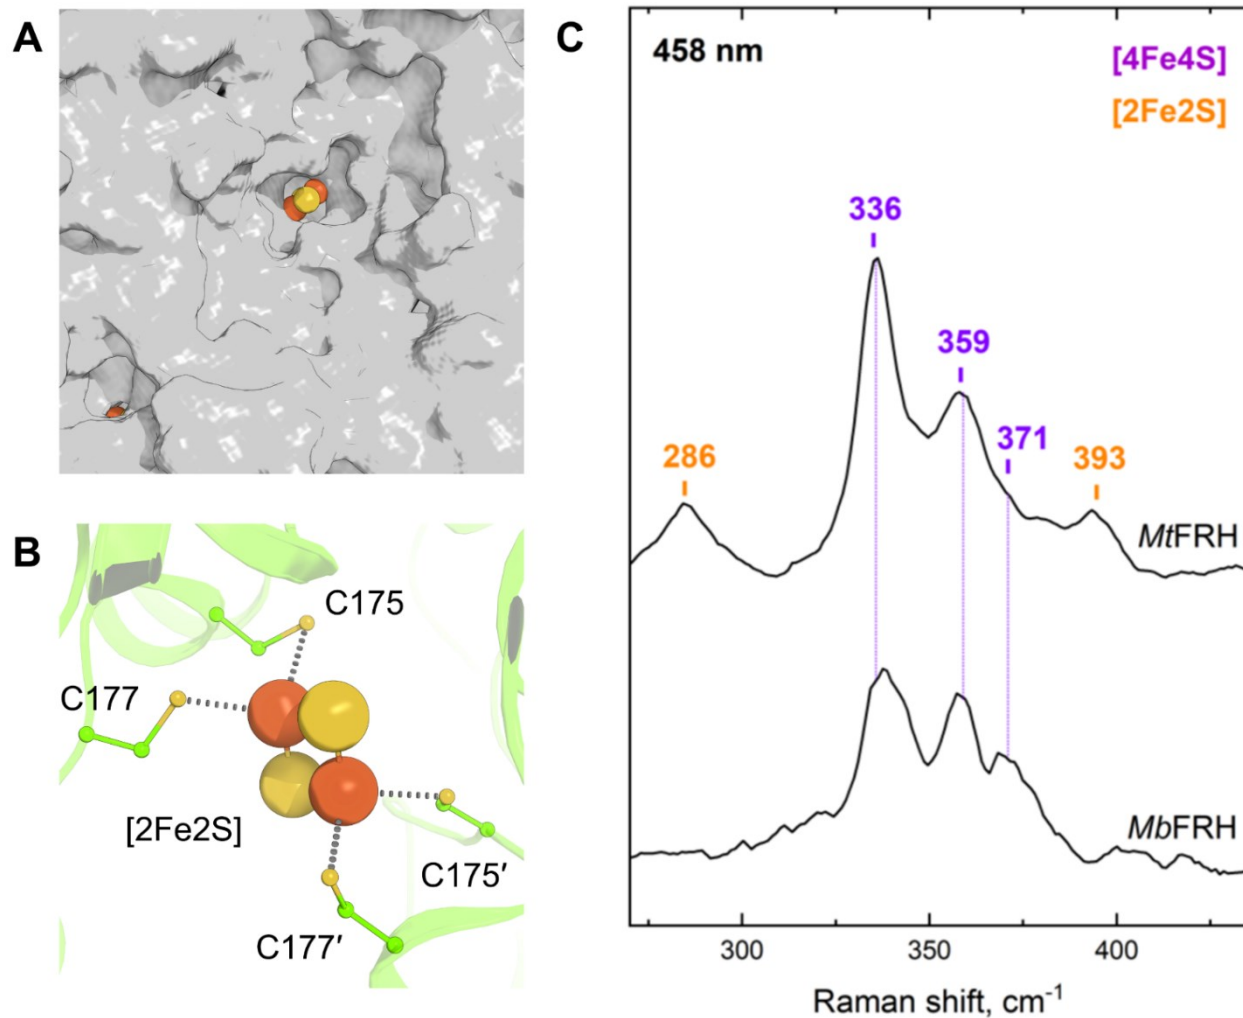 A
B
C175
C177
[2Fe2S]
C175′
C177′
C
458 nm
[4Fe4S]
[2Fe2S]
336
359
371
286
393
MtFRH
MbFRH
300
350
400
Raman shift, cm⁻¹